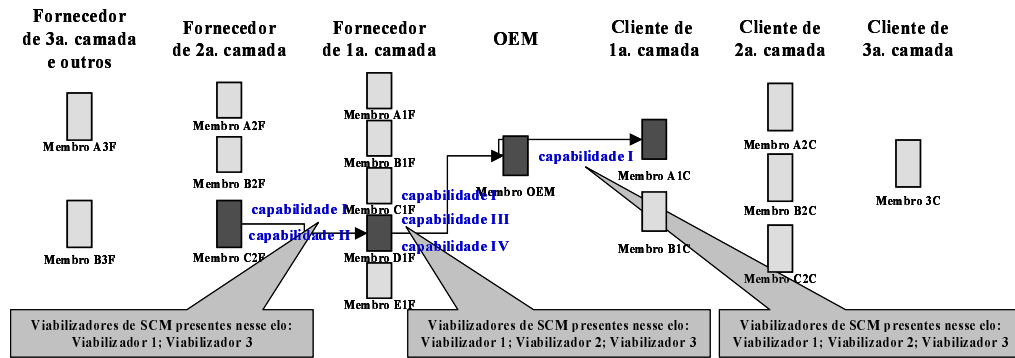 Fornecedor
de 3a. camada
e outros
Fornecedor
de 2a. camada
Fornecedor
de 1a. camada
OEM
Cliente de
1a. camada
Cliente de
2a. camada
Cliente de
3a. camada
Membro A3F
Membro B3F
Membro A2F
Membro B2F
Membro C2F
capabilidade I
capabilidade II
Membro A1F
Membro B1F
Membro C1F
Membro D1F
Membro E1F
capabilidade I
capabilidade III
capabilidade IV
Membro OEM
capabilidade I
Membro A1C
Membro B1C
Membro A2C
Membro B2C
Membro C2C
Membro 3C
Viabilizadores de SCM presentes nesse elo:
Viabilizador 1; Viabilizador 3
Viabilizadores de SCM presentes nesse elo:
Viabilizador 1; Viabilizador 2; Viabilizador 3
Viabilizadores de SCM presentes nesse elo:
Viabilizador 1; Viabilizador 2; Viabilizador 3